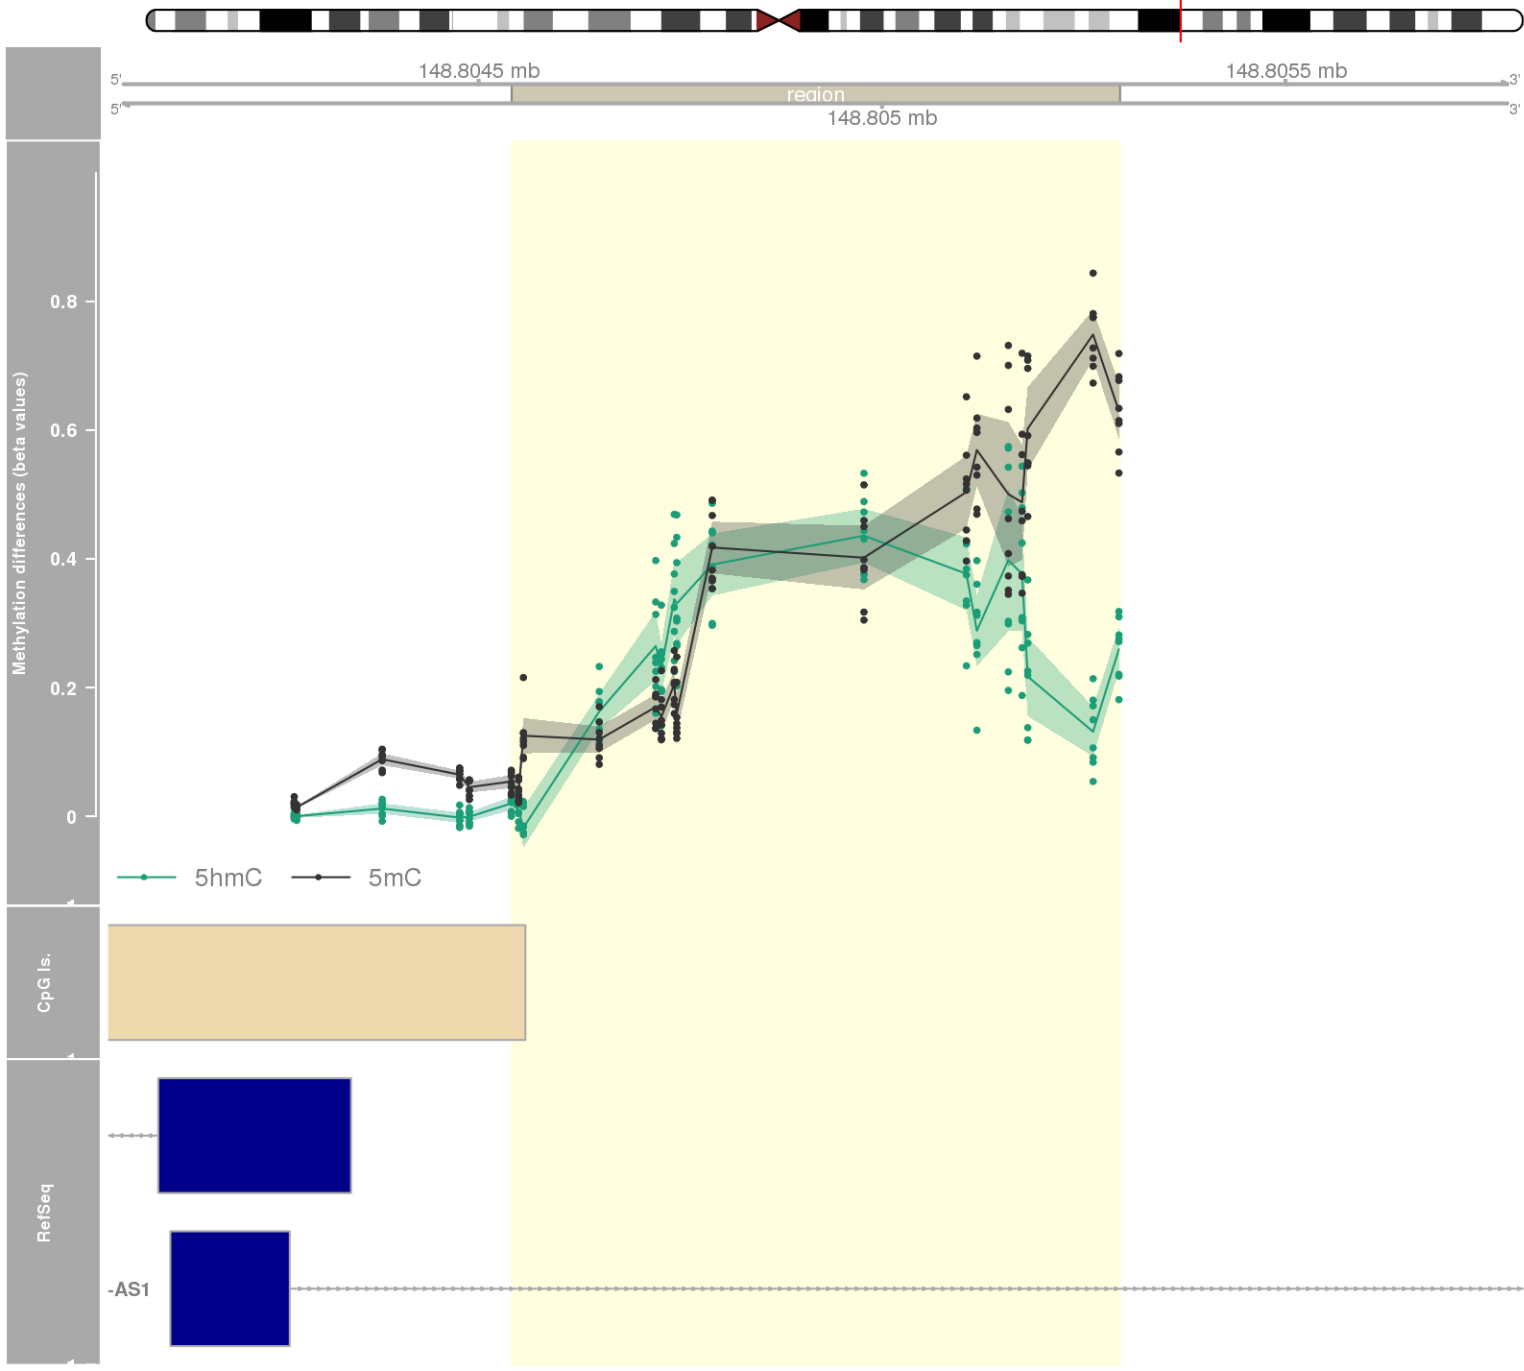 148.8045 mb
148.8055 mb
5'
3'
region
5'
3'
148.805 mb
Methylation differences (beta values)
0.8
0.6
0.4
0.2
0
5hmC
5mC
CpG Is.
RefSeq
-AS1